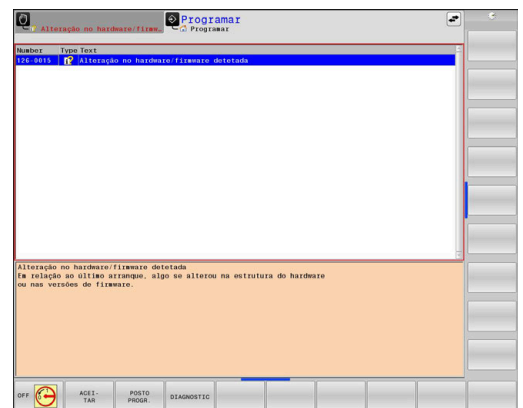 Alteração no hardware/firmw…
Programar
Programar
Number Type Text
126-0015 Alteração no hardware/firmware detetada
Alteração no hardware/firmware detetada
Em relação ao último arranque, algo se alterou na estrutura do hardware
ou nas versões de firmware.
OFF
ACEI-
TAR
POSTO
PROGR.
DIAGNOSTIC